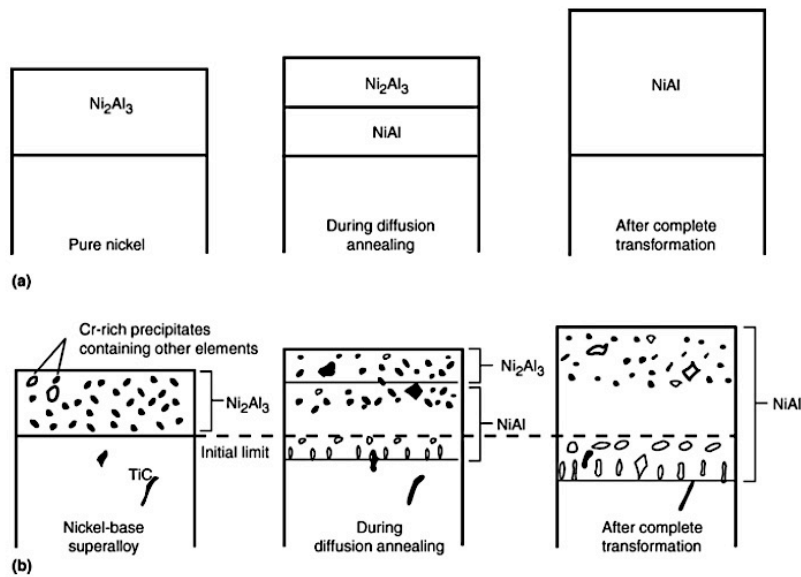 Ni2Al3
Pure nickel
Ni2Al3
NiAl
During diffusion
annealing
NiAl
After complete
transformation
(a)
Cr-rich precipitates
containing other elements
Ni2Al3
Initial limit
TiC
Nickel-base
superalloy
Ni2Al3
NiAl
During
diffusion annealing
NiAl
After complete
transformation
(b)